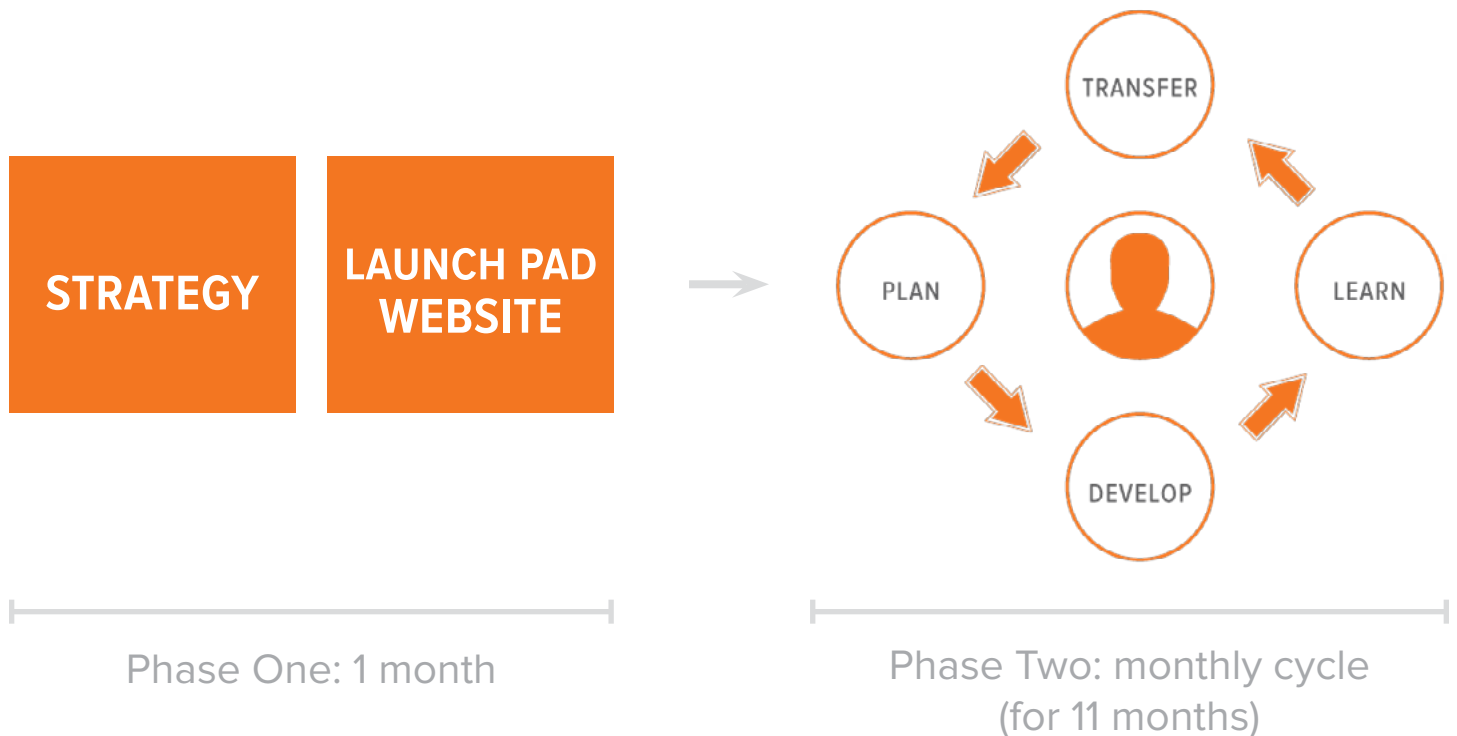 STRATEGY
LAUNCH PAD
WEBSITE
TRANSFER
PLAN
LEARN
DEVELOP
Phase One: 1 month
Phase Two: monthly cycle
(for 11 months)